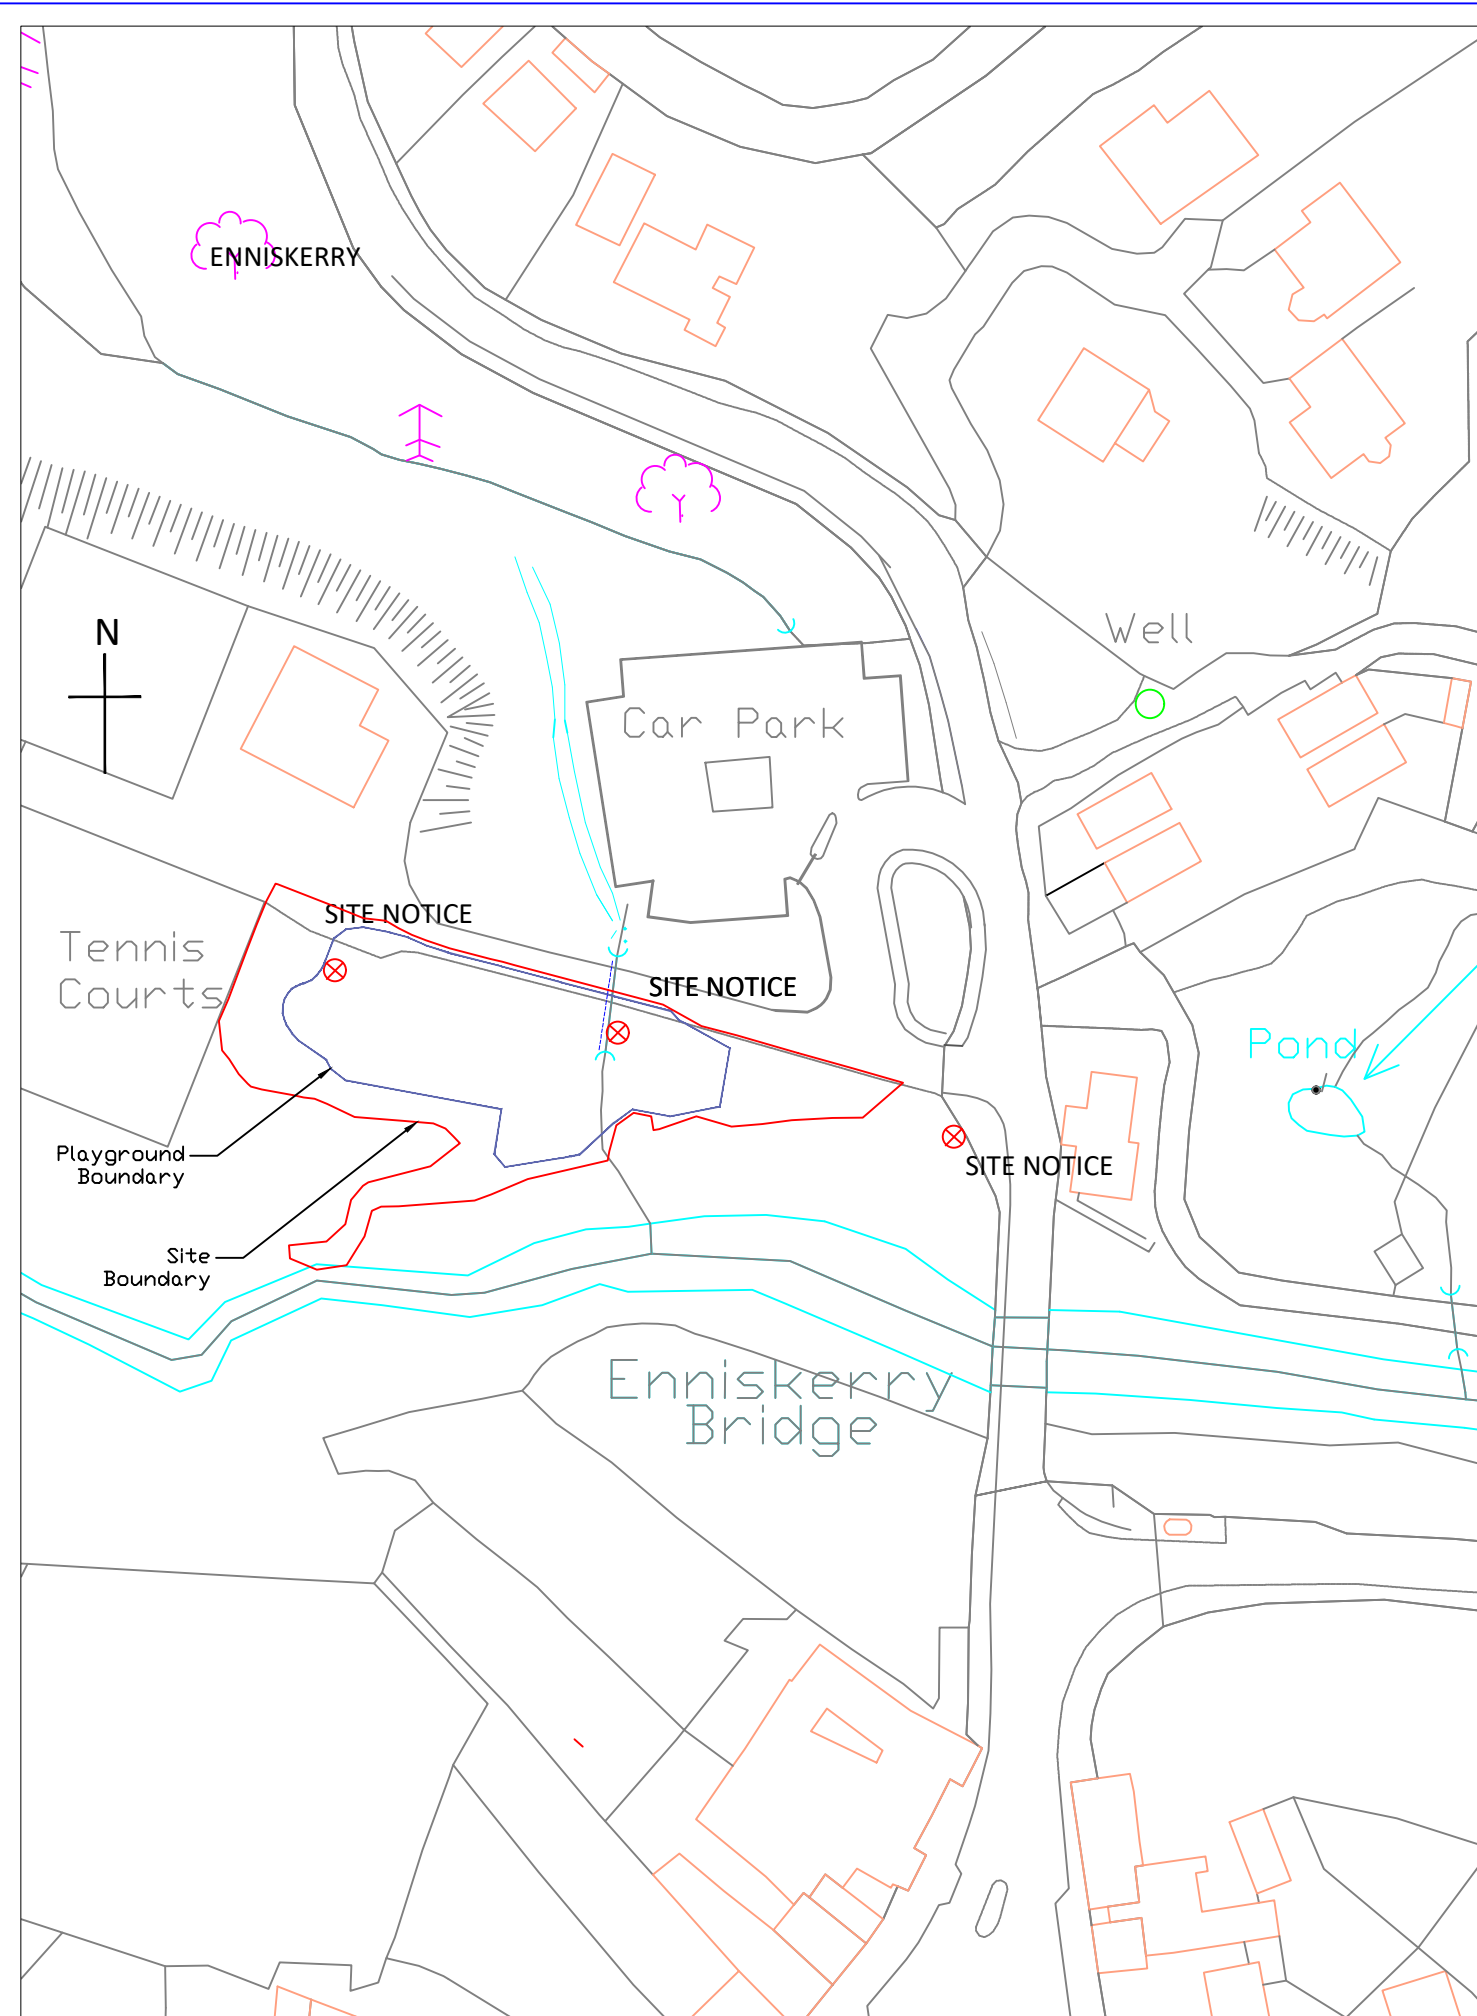 ENNISKERRY
N
Well
Car Park
SITE NOTICE
Tennis
Courts
SITE NOTICE
Pond
Playground
Boundary
SITE NOTICE
Site
Boundary
Enniskerry
Bridge